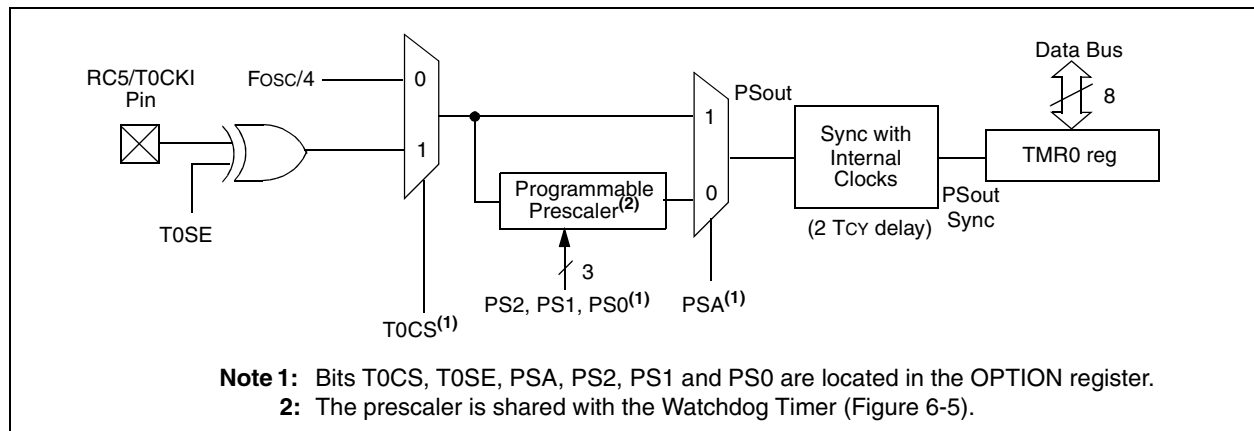 Data Bus
RC5/T0CKI
Pin
FOSC/4
0
PSout
8
1
1
Sync with
Internal
Clocks
TMR0 reg
Programmable
Prescaler(2)
0
PSout
Sync
T0SE
(2 TCY delay)
3
PS2, PS1, PS0(1)
PSA(1)
T0CS(1)
Note 1: Bits T0CS, T0SE, PSA, PS2, PS1 and PS0 are located in the OPTION register.
2: The prescaler is shared with the Watchdog Timer (Figure 6-5).